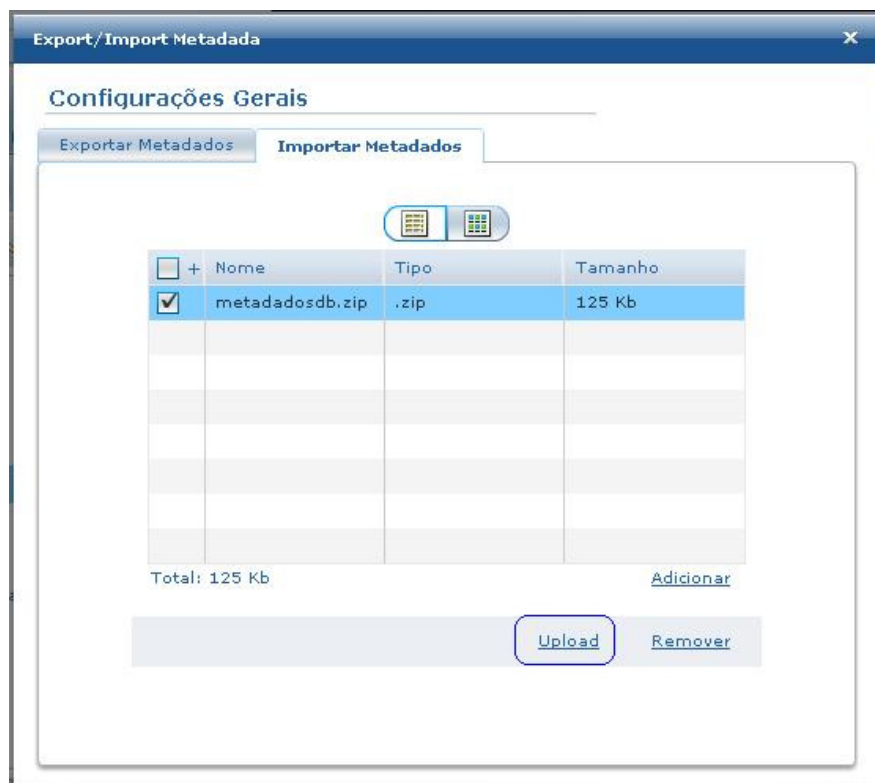 Export/Import Metadada
Configurações Gerais
Exportar Metadados Importar Metadados
+ Nome Tipo Tamanho
metadadosdb.zip .zip 125 Kb
Total: 125 Kb Adicionar
Upload Remover